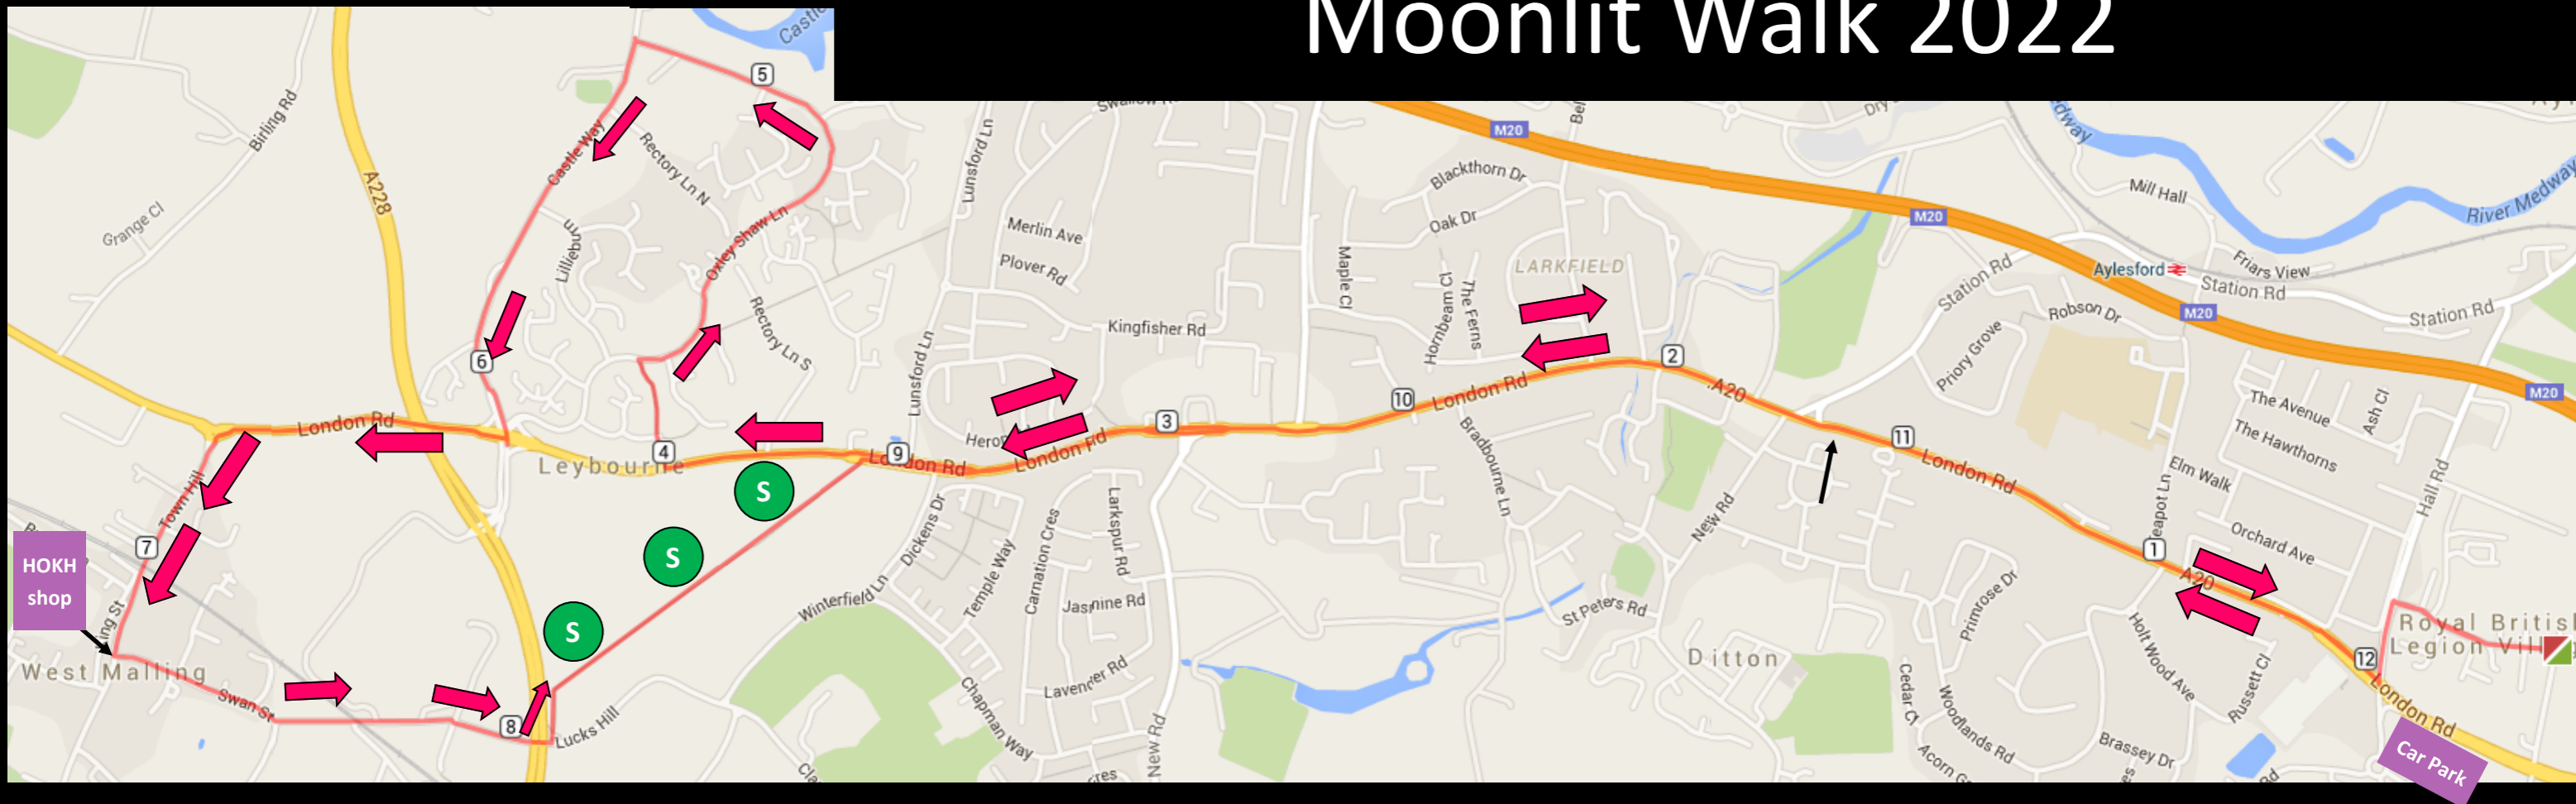 Moonlit Walk 2022
Castle
5
M20
Birling Rd
Castle Way
Rectory Ln N
Lunsford Ln
Blackthorn Dr
Mill Hall
River Medway
A228
Grange Cl
Oxley Shaw Ln
Merlin Ave
Oak Dr
M20
Plover Rd
Maple Cl
LARKFIELD
Station Rd
Aylesford
Friars View
Station Rd
Station Rd
Rectory Ln S
Kingfisher Rd
Hornbeam Cl
The Ferns
Robson Dr
M20
Lunsford Ln
Priory Grove
6
2
M20
London Rd
10
London Rd
A20
The Avenue
Ash Cl
3
The Hawthorns
4
9
London Rd
London Rd
11
London Rd
Leybourne
Bradbourne Ln
Elm Walk
Hall Rd
S
Town Hill
Dickens Dr
Larkspur Rd
New Rd
Orchard Ave
7
S
1
A20
HOKH
shop
Temple Way
Carnation Cres
Winterfield Ln
Jasmine Rd
St Peters Rd
Primrose Dr
Holt Wood Ave
Royal British
Legion
S
West Malling
Swan St
Lavender Rd
Ditton
12
Cedar Cl
Woodlands Rd
Russett Cl
London Rd
8
Lucks Hill
Chapman Way
New Rd
Brassey Dr
Car Park